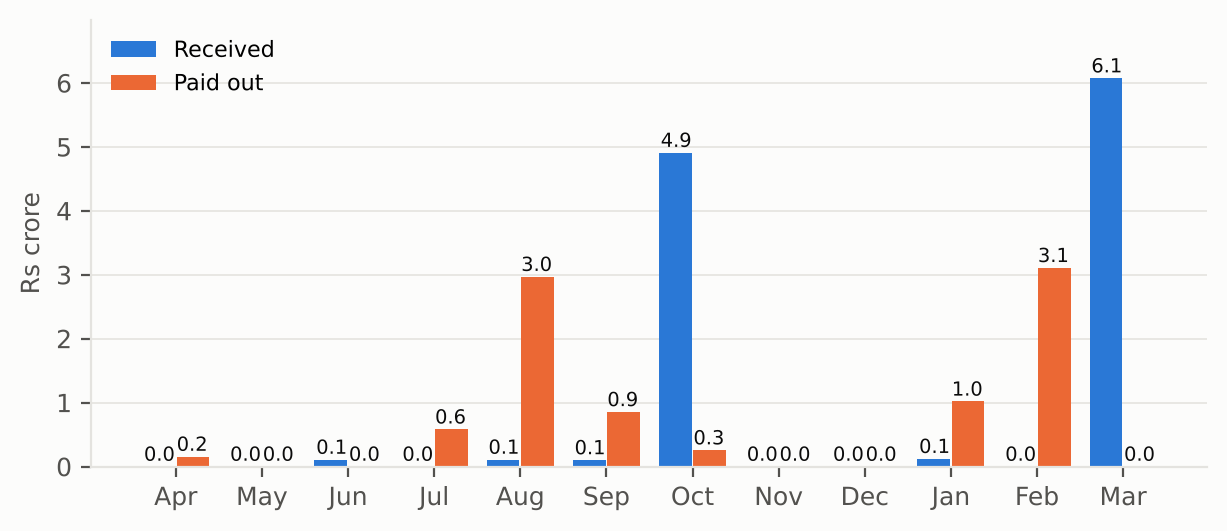 Received
Paid out
Rs crore
6
5
4
3
2
1
0
0.0 0.2 0.0 0.0 0.1 0.0 0.0 0.6 0.1 3.0 0.1 0.9 4.9 0.3 0.0 0.0 0.0 0.0 0.1 1.0 0.0 3.1 6.1 0.0
Apr May Jun Jul Aug Sep Oct Nov Dec Jan Feb Mar